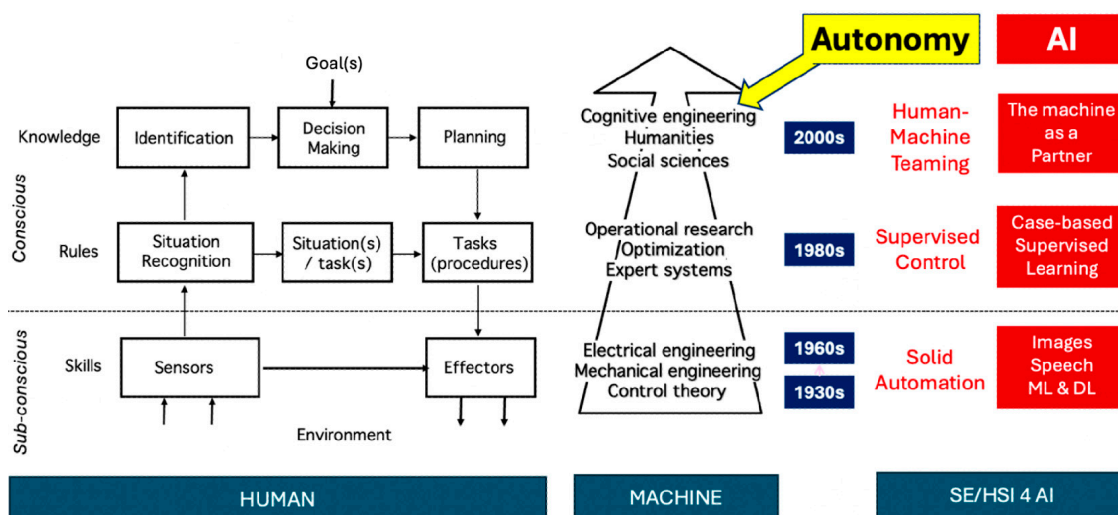 Autonomy
AI
Goal(s)
Knowledge
Identification
Decision
Making
Planning
Cognitive engineering
Humanities
Social sciences
2000s
Human-
Machine
Teaming
The machine
as a
Partner
Conscious
Rules
Situation
Recognition
Situation(s)
/ task(s)
Tasks
(procedures)
Operational research
/Optimization
Expert systems
1980s
Supervised
Control
Case-based
Supervised
Learning
Sub-conscious
Skills
Sensors
Effectors
Electrical engineering
Mechanical engineering
Control theory
1960s
1930s
Solid
Automation
Images
Speech
ML & DL
Environment
HUMAN
MACHINE
SE/HSI 4 AI